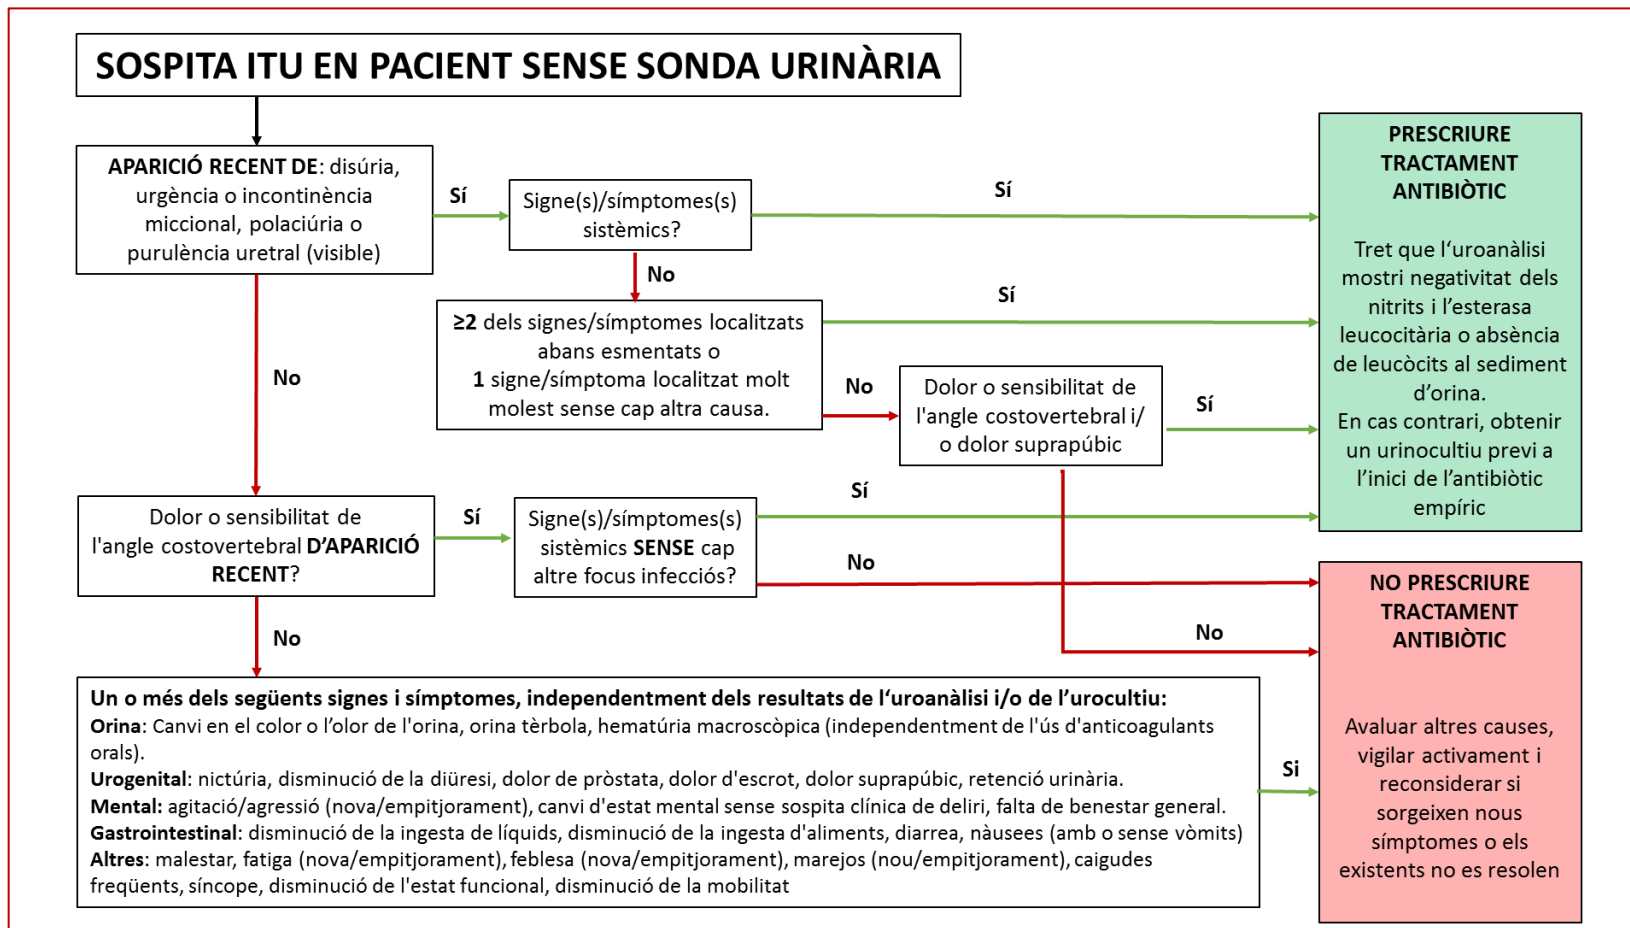 SOSPITA ITU EN PACIENT SENSE SONDA URINÀRIA
APARICIÓ RECENT DE: disúria,
urgència o incontinència
miccional, polaciúria o
purulència uretral (visible)
Sí
Signe(s)/símptomes(s)
sistèmics?
Sí
No
No
≥2 dels signes/símptomes localitzats
abans esmentats o
1 signe/símptoma localitzat molt
molest sense cap altra causa.
Sí
No
Dolor o sensibilitat de
l'angle costovertebral i/
o dolor suprapúbic
Sí
No
Dolor o sensibilitat de
l'angle costovertebral D’APARICIÓ
RECENT?
Sí
Signe(s)/símptomes(s)
sistèmics SENSE cap
altre focus infecciós?
Sí
No
No
Un o més dels següents signes i símptomes, independentment dels resultats de l‘uroanàlisi i/o de l’urocultiu:
Orina: Canvi en el color o l’olor de l'orina, orina tèrbola, hematúria macroscòpica (independentment de l'ús d'anticoagulants
orals).
Urogenital: nictúria, disminució de la diüresi, dolor de pròstata, dolor d'escrot, dolor suprapúbic, retenció urinària.
Mental: agitació/agressió (nova/empitjorament), canvi d'estat mental sense sospita clínica de deliri, falta de benestar general.
Gastrointestinal: disminució de la ingesta de líquids, disminució de la ingesta d'aliments, diarrea, nàusees (amb o sense vòmits)
Altres: malestar, fatiga (nova/empitjorament), feblesa (nova/empitjorament), marejos (nou/empitjorament), caigudes
freqüents, síncope, disminució de l'estat funcional, disminució de la mobilitat
Si
PRESCRIURE
TRACTAMENT
ANTIBIÒTIC
Tret que l‘uroanàlisi
mostri negativitat dels
nitrits i l’esterasa
leucocitària o absència
de leucòcits al sediment
d’orina.
En cas contrari, obtenir
un urinocultiu previ a
l’inici de l’antibiòtic
empíric
NO PRESCRIURE
TRACTAMENT
ANTIBIÒTIC
Avaluar altres causes,
vigilar activament i
reconsiderar si
sorgeixen nous
símptomes o els
existents no es resolen